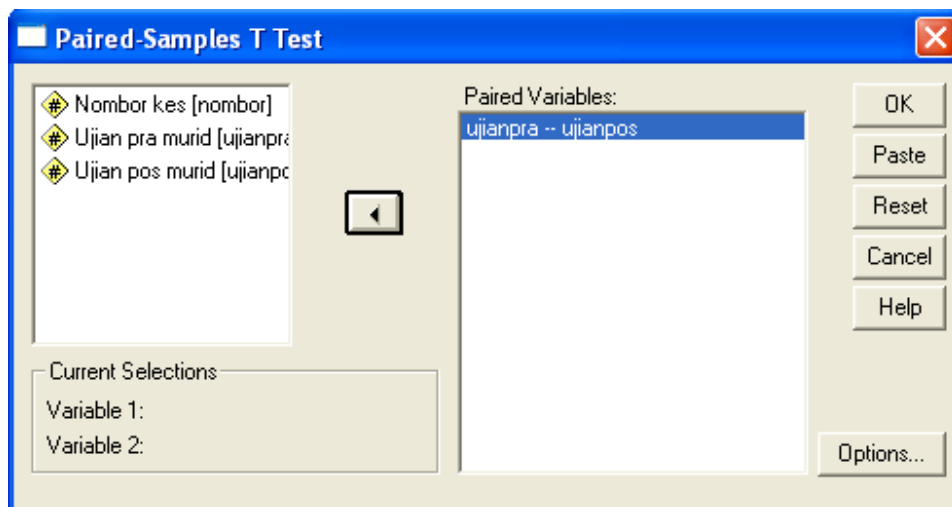 Paired-Samples T Test
Nombor kes [nombor]
Ujian pra murid [ujianpra
Ujian pos murid [ujianpo
Paired Variables:
ujianpra -- ujianpos
OK
Paste
Reset
Cancel
Help
Current Selections
Variable 1:
Variable 2:
Options...